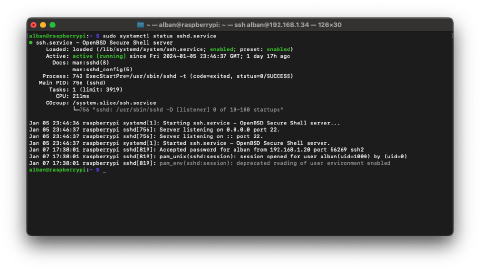 ~ — alban@raspberrypi: ~ — ssh alban@192.168.1.34 — 126×30
alban@raspberrypi:~ $ sudo systemctl status sshd.service
● ssh.service - OpenBSD Secure Shell server
Loaded: loaded (/lib/systemd/system/ssh.service; enabled; preset: enabled)
Active: active (running) since Fri 2024-01-05 23:46:37 GMT; 1 day 17h ago
Docs: man:sshd(8)
man:sshd_config(5)
Process: 743 ExecStartPre=/usr/sbin/sshd -t (code=exited, status=0/SUCCESS)
Main PID: 756 (sshd)
Tasks: 1 (limit: 3919)
CPU: 211ms
CGroup: /system.slice/ssh.service
└─756 "sshd: /usr/sbin/sshd -D [listener] 0 of 10-100 startups"
Jan 05 23:46:36 raspberrypi systemd[1]: Starting ssh.service - OpenBSD Secure Shell server...
Jan 05 23:46:37 raspberrypi sshd[756]: Server listening on 0.0.0.0 port 22.
Jan 05 23:46:37 raspberrypi sshd[756]: Server listening on :: port 22.
Jan 05 23:46:37 raspberrypi systemd[1]: Started ssh.service - OpenBSD Secure Shell server.
Jan 07 17:30:01 raspberrypi sshd[819]: Accepted password for alban from 192.168.1.20 port 56269 ssh2
Jan 07 17:30:01 raspberrypi sshd[819]: pam_unix(sshd:session): session opened for user alban(uid=1000) by (uid=0)
Jan 07 17:30:01 raspberrypi sshd[819]: pam_env(sshd:session): deprecated reading of user environment enabled
alban@raspberrypi:~ $